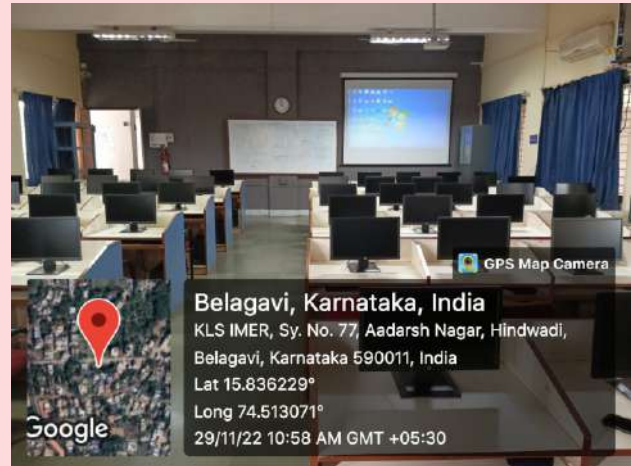 GPS Map Camera
Belagavi, Karnataka, India
KLS IMER, Sy. No. 77, Aadarsh Nagar, Hindwadi,
Belagavi, Karnataka 590011, India
Lat 15.836229°
Long 74.513071°
29/11/22 10:58 AM GMT +05:30
Google